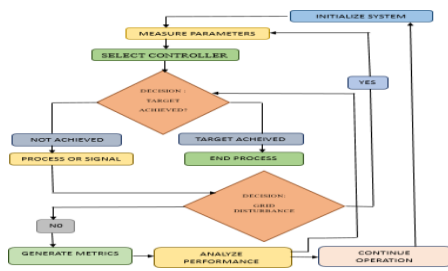 INITIALIZE SYSTEM
MEASURE PARAMETERS
SELECT CONTROLLER
DECISION :
TARGET
ACHIEVED?
YES
NOT ACHIEVED
TARGET ACHEIVED
PROCESS OR SIGNAL
END PROCESS
DECISION:
GRID
DISTURBANCE
NO
GENERATE METRICS
ANALYZE
PERFORMANCE
CONTINUE
OPERATION